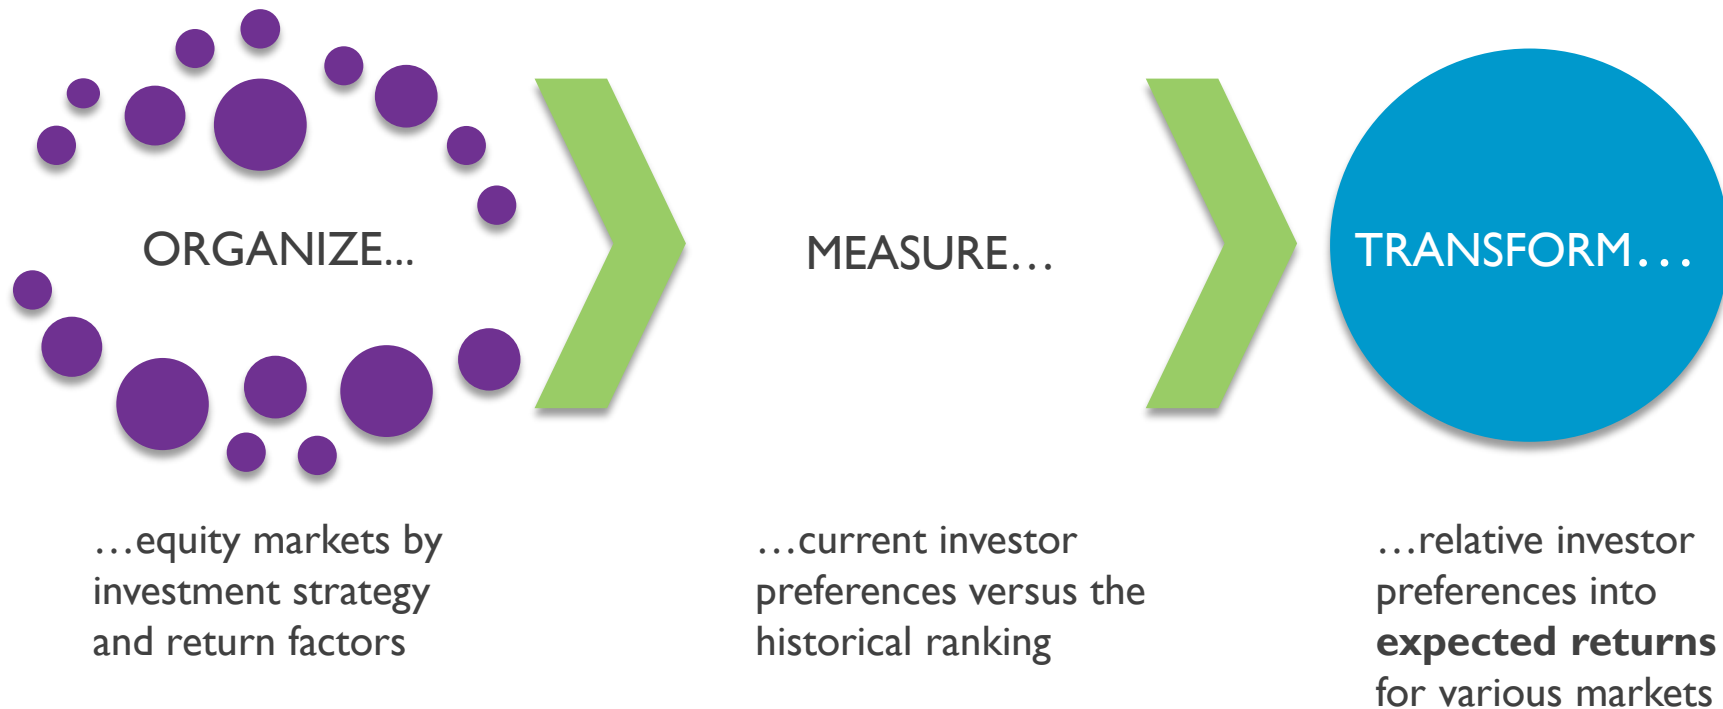 ORGANIZE...
MEASURE…
TRANSFORM…
…equity markets by
investment strategy
and return factors
…current investor
preferences versus the
historical ranking
…relative investor
preferences into
expected returns
for various markets